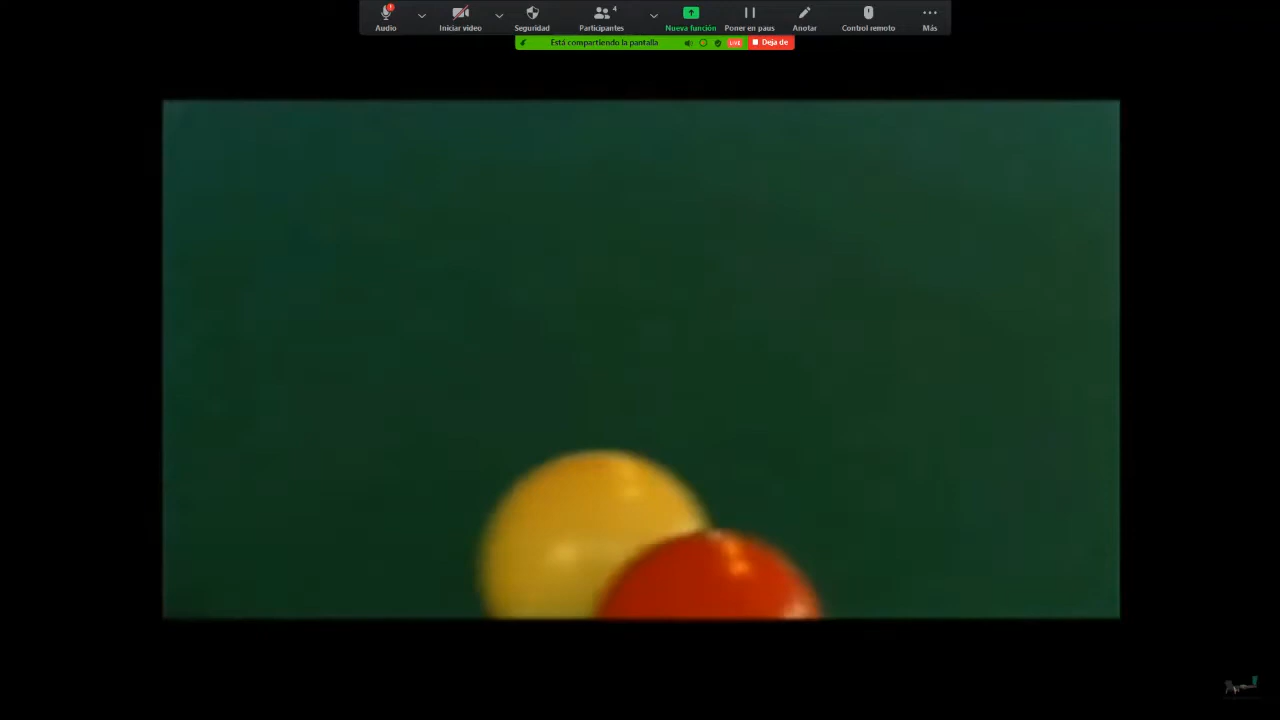 4
Audio Iniciar video Seguridad Participantes Nueva función Poner en paus Anotar Control remoto Más
Está compartiendo la pantalla LIVE Deja de